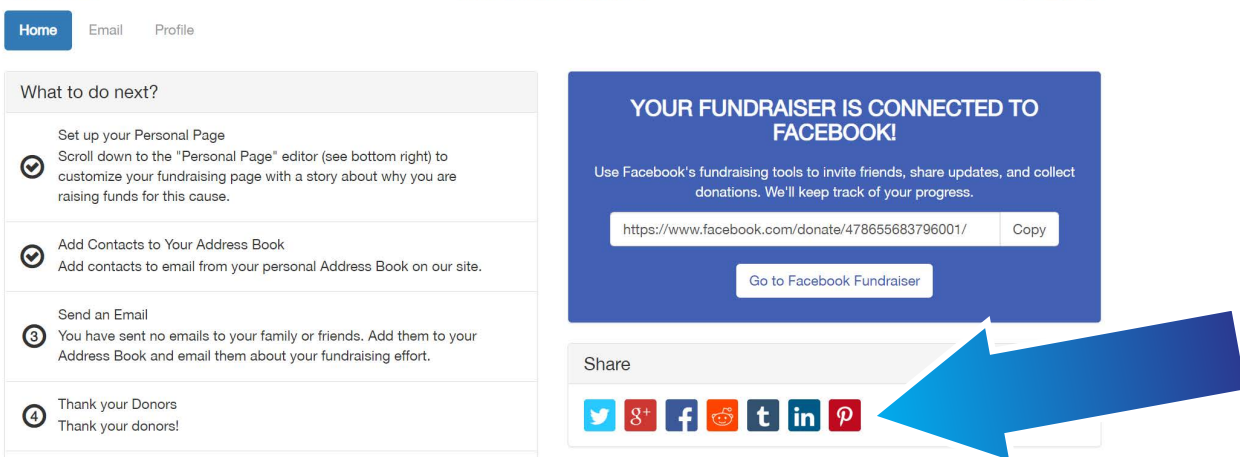 Home Email Profile
What to do next?
Set up your Personal Page
Scroll down to the "Personal Page" editor (see bottom right) to
customize your fundraising page with a story about why you are
raising funds for this cause.
Add Contacts to Your Address Book
Add contacts to email from your personal Address Book on our site.
3
Send an Email
You have sent no emails to your family or friends. Add them to your
Address Book and email them about your fundraising effort.
4
Thank your Donors
Thank your donors!
YOUR FUNDRAISER IS CONNECTED TO
FACEBOOK!
Use Facebook's fundraising tools to invite friends, share updates, and collect
donations. We'll keep track of your progress.
https://www.facebook.com/donate/478655683796001/ Copy
Go to Facebook Fundraiser
Share
g+ f t in p